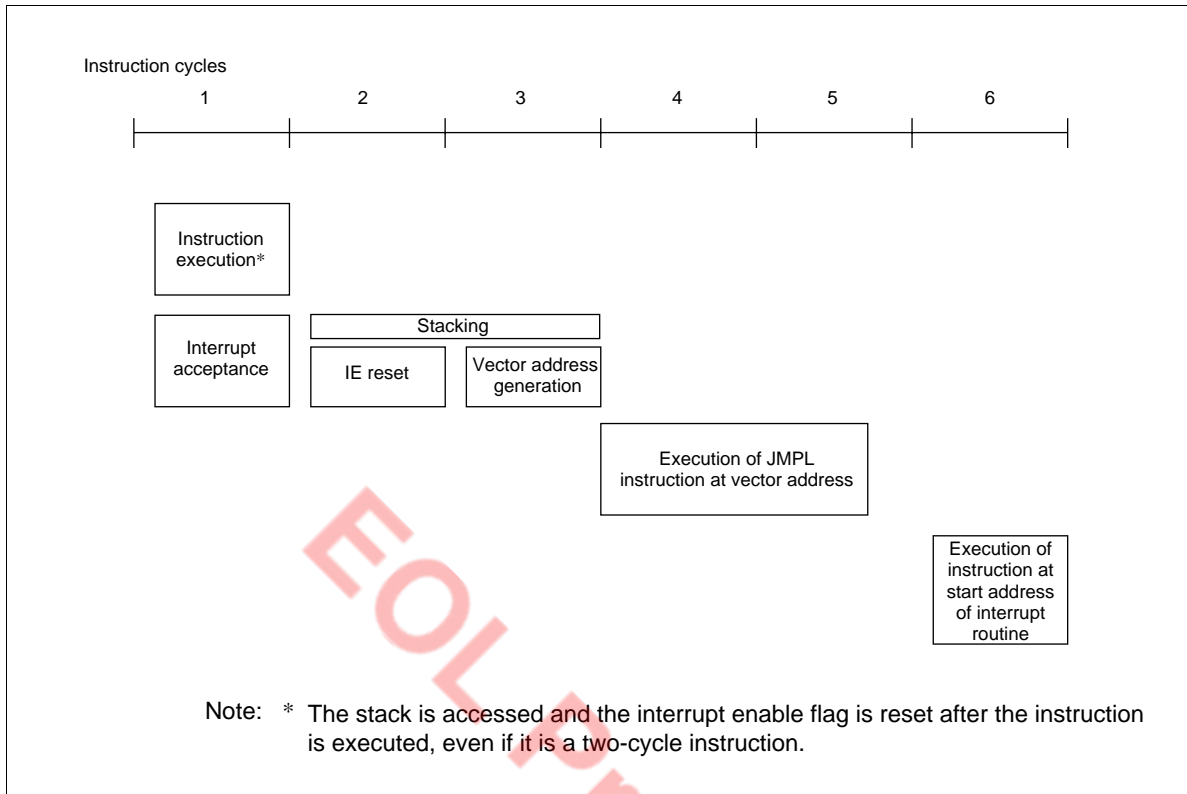 Instruction cycles
1 2 3 4 5 6
Instruction
execution*
Interrupt
acceptance
Stacking
IE reset
Vector address
generation
Execution of JMPL
instruction at vector address
Execution of
instruction at
start address
of interrupt
routine
EOL Pr
Note: * The stack is accessed and the interrupt enable flag is reset after the instruction
is executed, even if it is a two-cycle instruction.